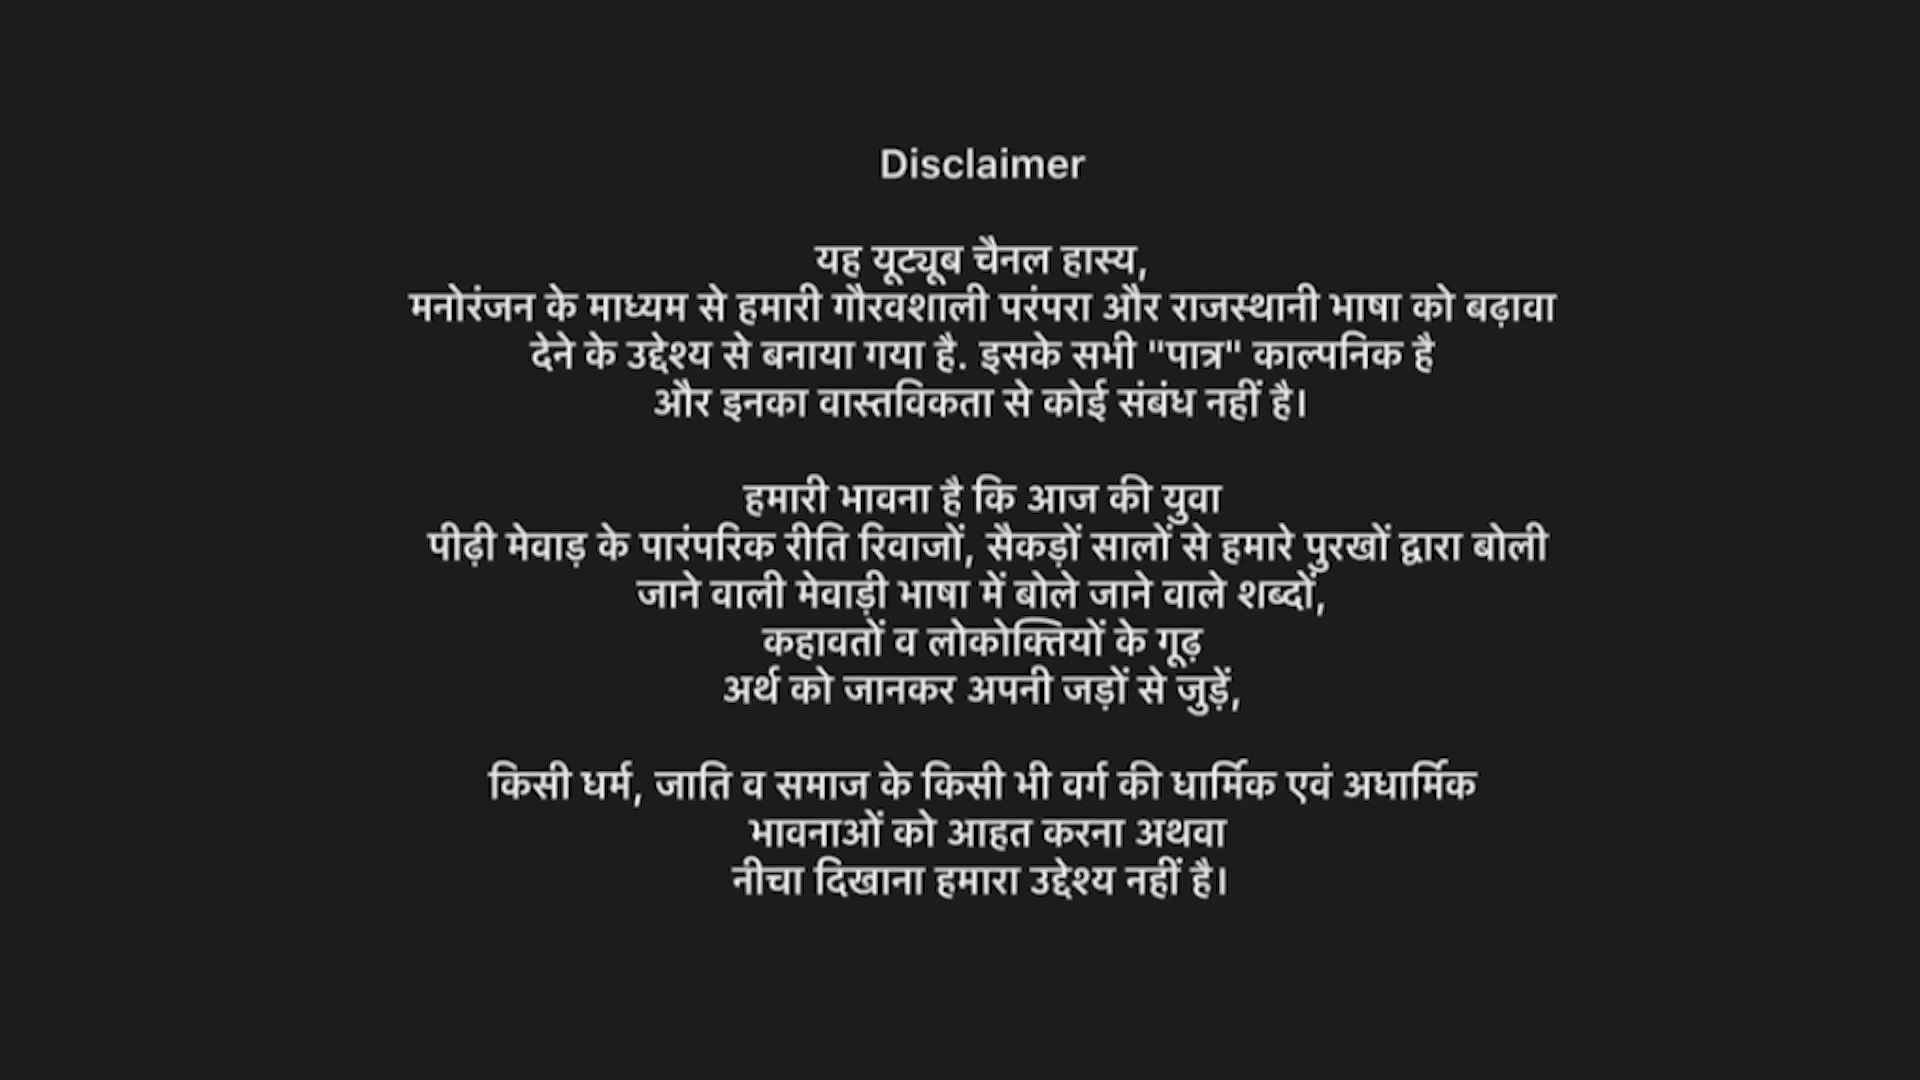 Disclaimer
यह यूट्यूब चैनल हास्य,
मनोरंजन के माध्यम से हमारी गौरवशाली परंपरा और राजस्थानी भाषा को बढ़ावा
देने के उद्देश्य से बनाया गया है. इसके सभी "पात्र" काल्पनिक है
और इनका वास्तविकता से कोई संबंध नहीं है।
हमारी भावना है कि आज की युवा
पीढ़ी मेवाड़ के पारंपरिक रीति रिवाजों, सैकड़ों सालों से हमारे पुरखों द्वारा बोली
जाने वाली मेवाड़ी भाषा में बोले जाने वाले शब्दों,
कहावतों व लोकोक्तियों के गूढ़
अर्थ को जानकर अपनी जड़ों से जुड़ें,
किसी धर्म, जाति व समाज के किसी भी वर्ग की धार्मिक एवं अधार्मिक
भावनाओं को आहत करना अथवा
नीचा दिखाना हमारा उद्देश्य नहीं है।